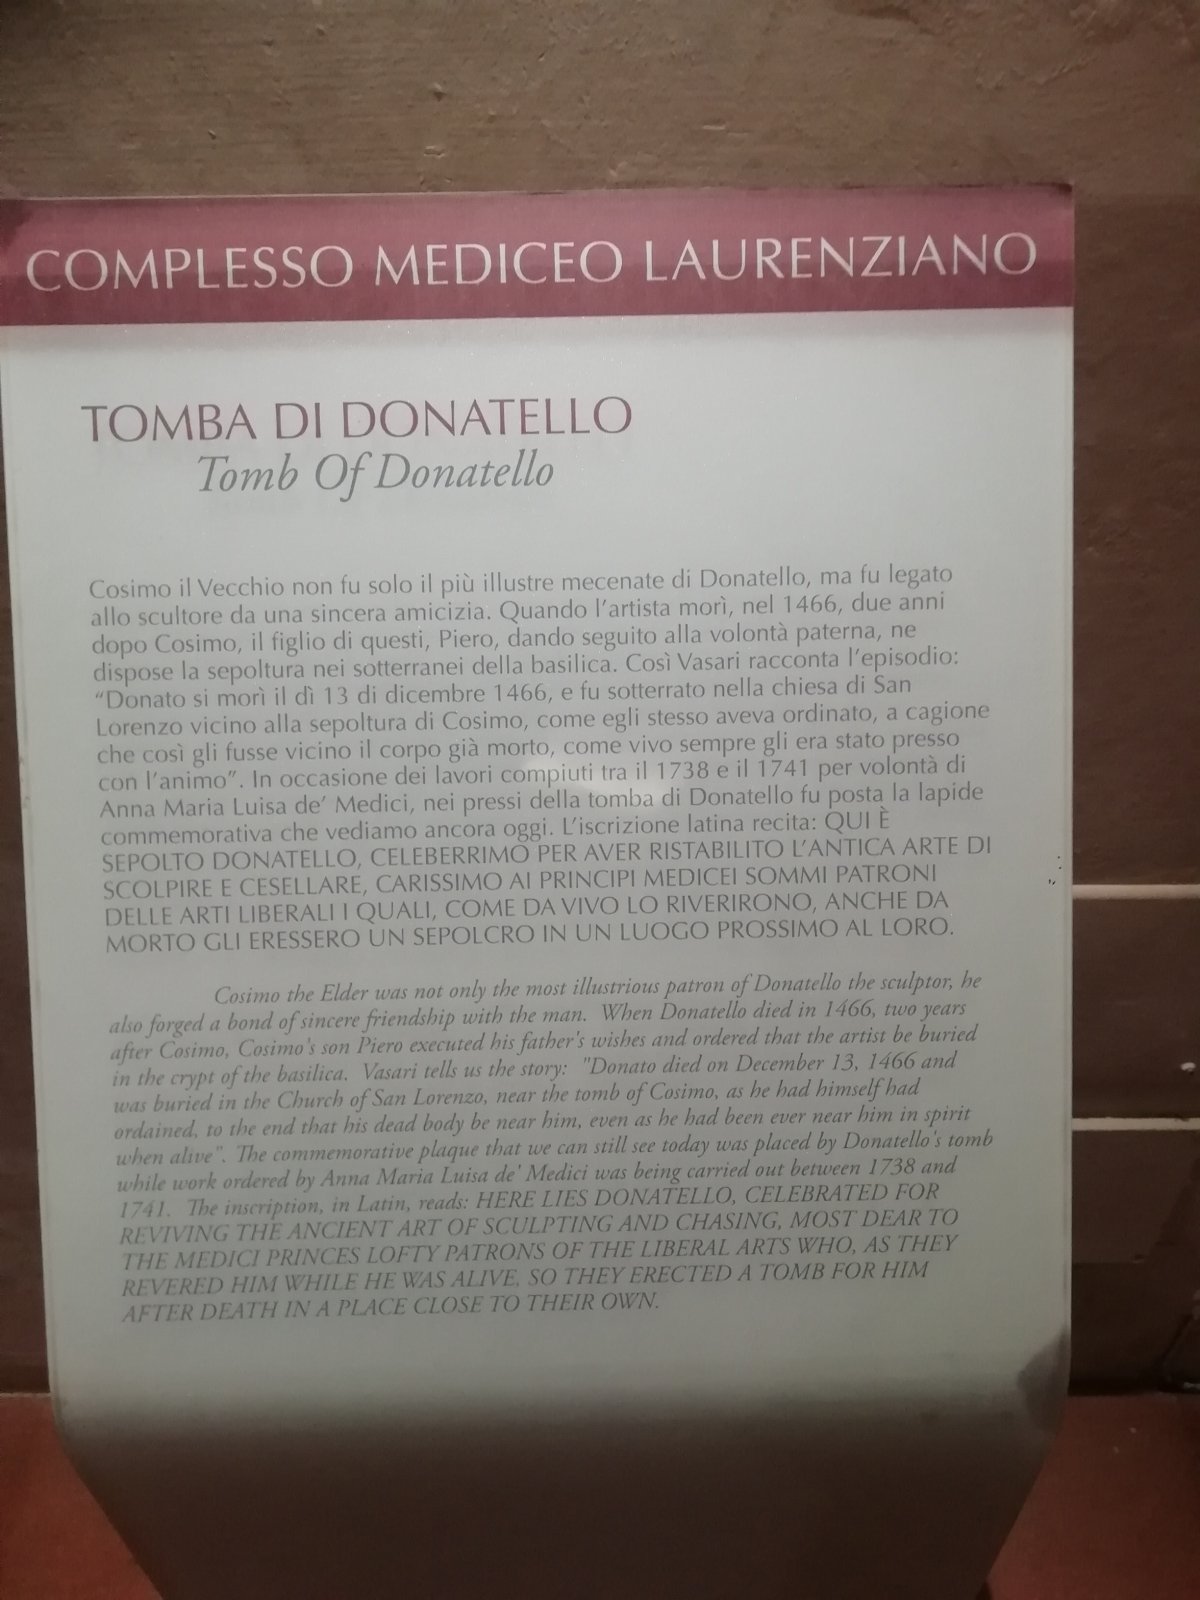 COMPLESSO MEDICEO LAURENZIANO
TOMBA DI DONATELLO
Tomb Of Donatello
Cosimo il Vecchio non fu solo il più illustre mecenate di Donatello, ma fu legato
allo scultore da una sincera amicizia. Quando l'artista morì, nel 1466, due anni
dopo Cosimo, il figlio di questi, Piero, dando seguito alla volontà paterna, ne
dispose la sepoltura nei sotterranei della basilica. Così Vasari racconta l'episodio:
"Donato si morì il dì 13 di dicembre 1466, e fu sotterrato nella chiesa di San
Lorenzo vicino alla sepoltura di Cosimo, come egli stesso aveva ordinato, a cagione
che così gli fusse vicino il corpo già morto, come vivo sempre gli era stato presso
con l'animo". In occasione dei lavori compiuti tra il 1738 e il 1741 per volontà di
Anna Maria Luisa de' Medici, nei pressi della tomba di Donatello fu posta la lapide
commemorativa che vediamo ancora oggi. L'iscrizione latina recita: QUI È
SEPOLTO DONATELLO, CELEBERRIMO PER AVER RISTABILITO L'ANTICA ARTE DI
SCOLPIRE E CESELLARE, CARISSIMO AI PRINCIPI MEDICEI SOMMI PATRONI
DELLE ARTI LIBERALI I QUALI, COME DA VIVO LO RIVERIRONO, ANCHE DA
MORTO GLI ERESSERO UN SEPOLCRO IN UN LUOGO PROSSIMO AL LORO.
Cosimo the Elder was not only the most illustrious patron of Donatello the sculptor, he
also forged a bond of sincere friendship with the man. When Donatello died in 1466, two years
after Cosimo, Cosimo's son Piero executed his father's wishes and ordered that the artist be buried
in the crypt of the basilica. Vasari tells us the story: "Donato died on December 13, 1466 and
was buried in the Church of San Lorenzo, near the tomb of Cosimo, as he had himself had
ordained, to the end that his dead body be near him, even as he had been ever near him in spirit
when alive". The commemorative plaque that we can still see today was placed by Donatello's tomb
while work ordered by Anna Maria Luisa de' Medici was being carried out between 1738 and
1741. The inscription, in Latin, reads: HERE LIES DONATELLO, CELEBRATED FOR
REVIVING THE ANCIENT ART OF SCULPTING AND CHASING, MOST DEAR TO
THE MEDICI PRINCES LOFTY PATRONS OF THE LIBERAL ARTS WHO, AS THEY
REVERED HIM WHILE HE WAS ALIVE, SO THEY ERECTED A TOMB FOR HIM
AFTER DEATH IN A PLACE CLOSE TO THEIR OWN.